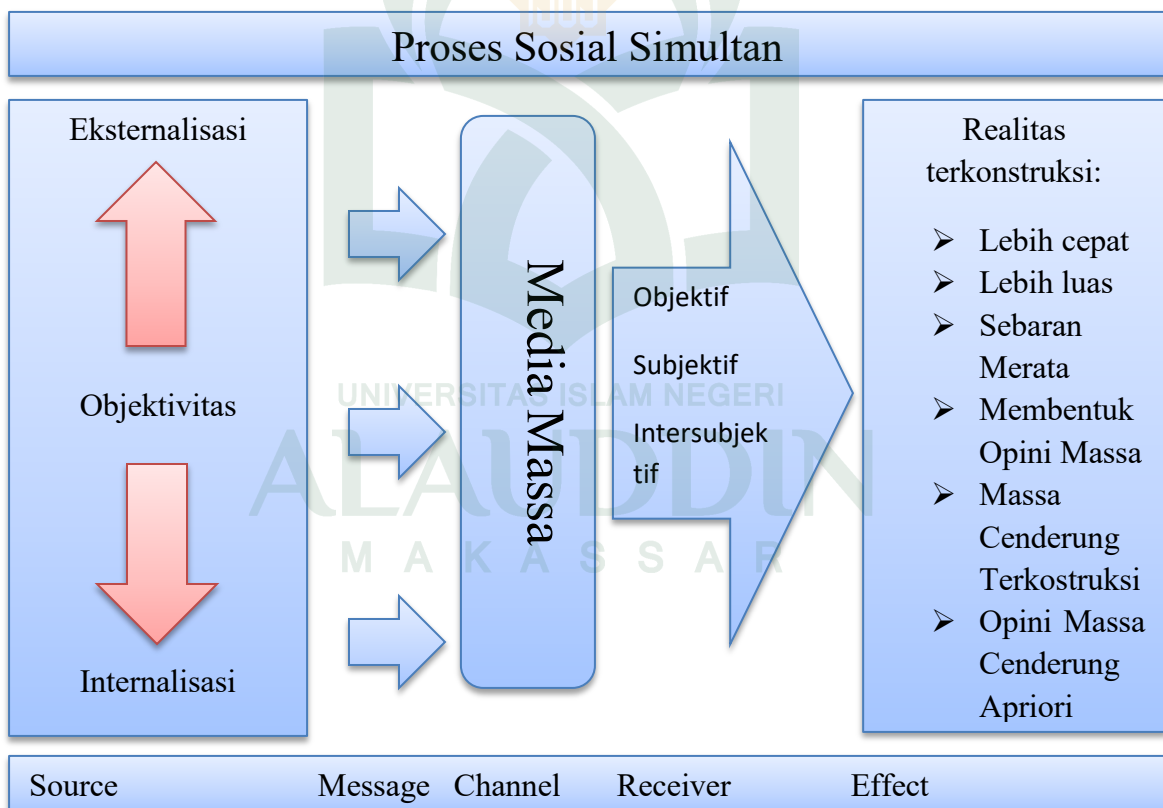 Proses Sosial Simultan
Eksternalisasi
Objektivitas
Internalisasi
Media Massa
Objektif
Subjektif
Intersubjek
tif
Realitas
terkonstruksi:
➢ Lebih cepat
➢ Lebih luas
➢ Sebaran
Merata
➢ Membentuk
Opini Massa
➢ Massa
Cenderung
Terkostruksi
➢ Opini Massa
Cenderung
Apriori
UNIVERSITAS ISLAM NEGERI
ALAUDDIN
MAKASSAR
Source Message Channel Receiver Effect